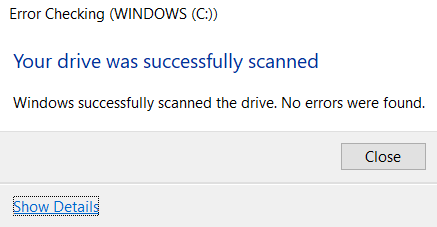 Error Checking (WINDOWS (C:))
Your drive was successfully scanned
Windows successfully scanned the drive. No errors were found.
Close
Show Details